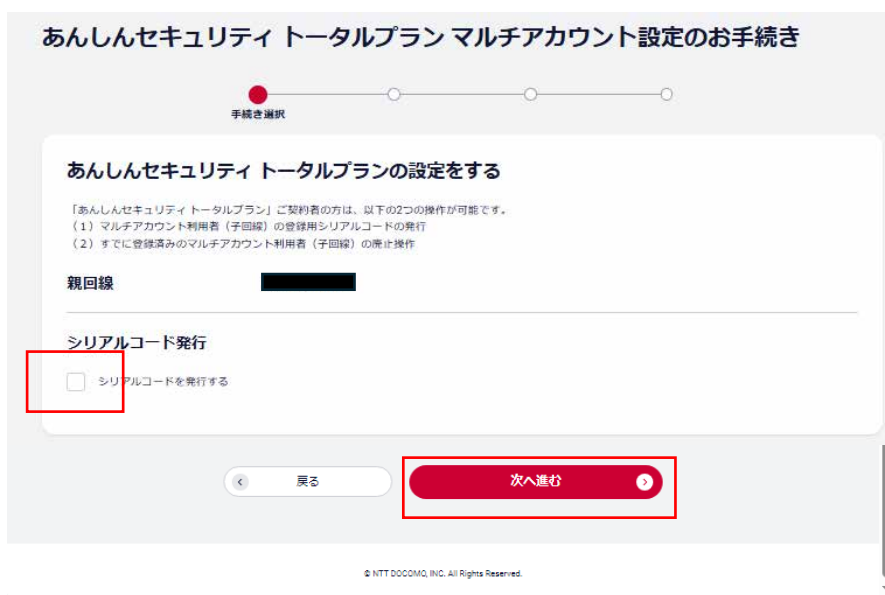 あんしんセキュリティ トータルプラン マルチアカウント設定のお手続き
手続き選択
あんしんセキュリティ トータルプランの設定をする
「あんしんセキュリティ トータルプラン」ご契約者の方は、以下の2つの操作が可能です。
（１）マルチアカウント利用者（子回線）の登録用シリアルコードの発行
（２）すでに登録済みのマルチアカウント利用者（子回線）の廃止操作
親回線
シリアルコード発行
シリアルコードを発行する
戻る
次へ進む
© NTT DOCOMO, INC. All Rights Reserved.